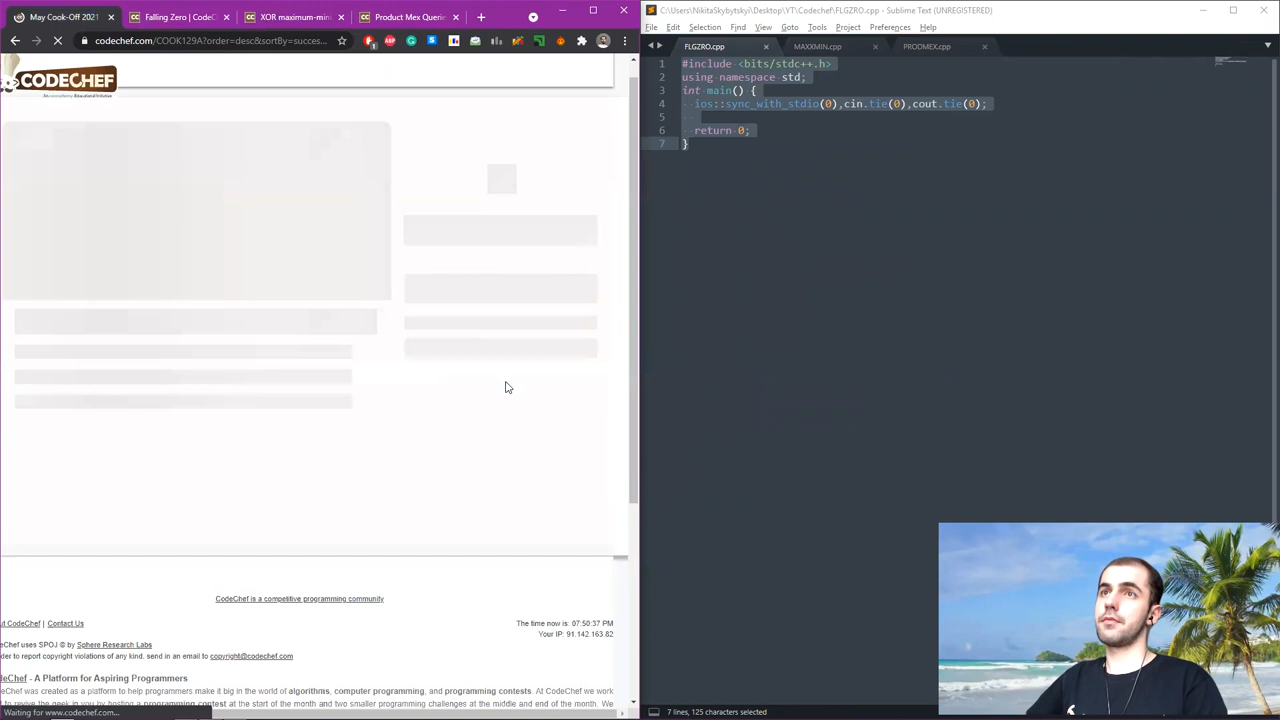 May Cook-Off 2021
Falling Zero | CodeC
XOR maximum-min
Product Mex Querie
codechef.com/COOK129A?order=desc&sortBy=succes...
CODECHEF
CodeChef is a competitive programming community
ut CodeChef | Contact Us
The time now is: 07:50:37 PM
Your IP: 91.142.163.82
eChef uses SPOJ © by Sphere Research Labs
der to report copyright violations of any kind, send in an email to copyright@codechef.com
deChef - A Platform for Aspiring Programmers
eChef was created as a platform to help programmers make it big in the world of algorithms, computer programming, and programming contests. At CodeChef we work
to revive the geek in you by hosting a programming contest at the start of the month and two smaller programming challenges at the middle and end of the month. We
Waiting for www.codechef.com...
C:\Users\NikitaSkybytskyi\Desktop\YT\Codechef\FLGZRO.cpp - Sublime Text (UNREGISTERED)
File Edit Selection Find View Goto Tools Project Preferences Help
FLGZRO.cpp
MAXXMIN.cpp
PRODMEX.cpp
1 #include <bits/stdc++.h>
2 using namespace std;
3 int main() {
4 ios::sync_with_stdio(0),cin.tie(0),cout.tie(0);
5
6 return 0;
7 }
7 lines, 125 characters selected